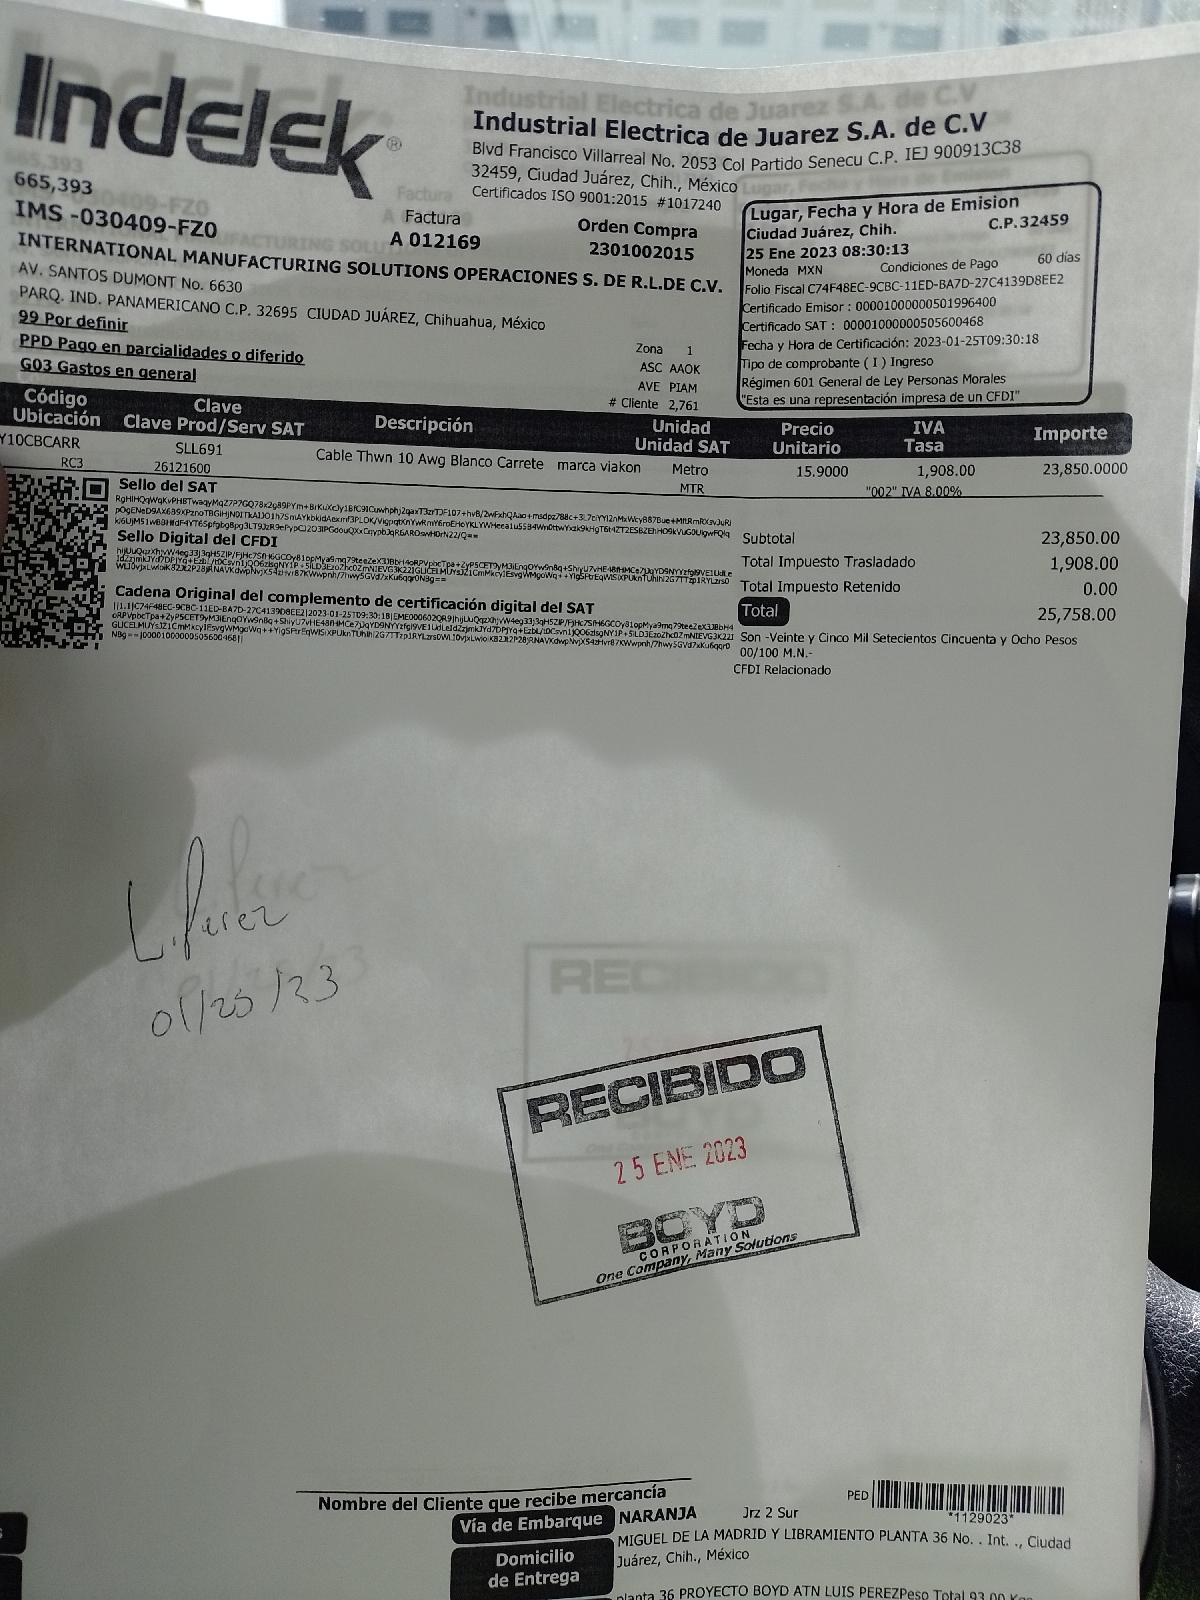 Indelek®
Industrial Electrica de Juarez S.A. de C.V
Blvd Francisco Villarreal No. 2053 Col Partido Senecu C.P. IEJ 900913C38
32459, Ciudad Juárez, Chih., México
Certificados ISO 9001:2015 #1017240
665,393
IMS -030409-FZ0
Factura
A 012169
Orden Compra
2301002015
INTERNATIONAL MANUFACTURING SOLUTIONS OPERACIONES S. DE R.L.DE C.V.
AV. SANTOS DUMONT No. 6630
PARQ. IND. PANAMERICANO C.P. 32695 CIUDAD JUÁREZ, Chihuahua, México
99 Por definir
PPD Pago en parcialidades o diferido
G03 Gastos en general
Zona 1
ASC AAOK
AVE PIAM
# Cliente 2,761
Lugar, Fecha y Hora de Emision
Ciudad Juárez, Chih. C.P.32459
25 Ene 2023 08:30:13
Moneda MXN Condiciones de Pago 60 días
Folio Fiscal C74F48EC-9CBC-11ED-BA7D-27C4139D8EE2
Certificado Emisor : 00001000000501996400
Certificado SAT : 00001000000505600468
Fecha y Hora de Certificación: 2023-01-25T09:30:18
Tipo de comprobante ( I ) Ingreso
Régimen 601 General de Ley Personas Morales
"Esta es una representación impresa de un CFDI"
Código Ubicación Clave Clave Prod/Serv SAT Descripción Unidad Unidad SAT Precio Unitario IVA Tasa Importe
Y10CBCARR SLL691 Cable Thwn 10 Awg Blanco Carrete marca viakon Metro 15.9000 1,908.00 23,850.0000
RC3 26121600 MTR "002" IVA 8.00%
Sello del SAT
Sello Digital del CFDI
Cadena Original del complemento de certificación digital del SAT
Subtotal 23,850.00
Total Impuesto Trasladado 1,908.00
Total Impuesto Retenido 0.00
Total 25,758.00
Son -Veinte y Cinco Mil Setecientos Cincuenta y Ocho Pesos
00/100 M.N.-
CFDI Relacionado
L. Perez
01/25/23
RECIBIDO
25 ENE 2023
BOYD
CORPORATION
One Company, Many Solutions
Nombre del Cliente que recibe mercancía
Vía de Embarque NARANJA Jrz 2 Sur
PED *1129023*
Domicilio de Entrega
MIGUEL DE LA MADRID Y LIBRAMIENTO PLANTA 36 No. . Int. ., Ciudad
Juárez, Chih., México
planta 36 PROYECTO BOYD ATN LUIS PEREZPeso Total 93.00